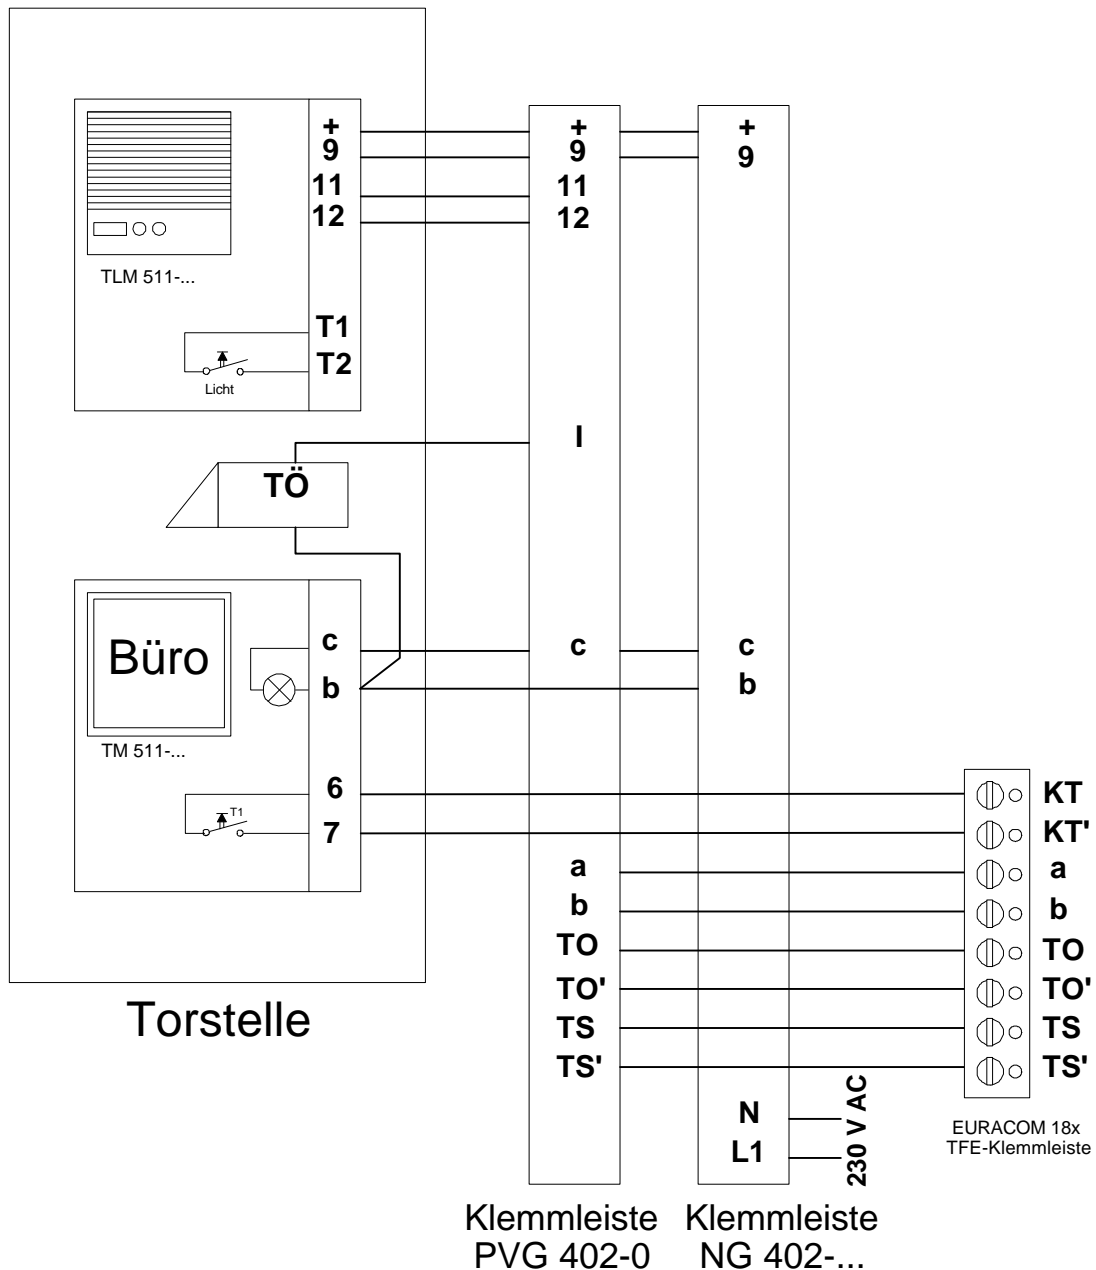 +
9
11
12
TLM 511-...
T1
T2
Licht
TÖ
Büro
TM 511-...
c
b
6
T1
7
Torstelle
+
9
11
12
I
c
a
b
TO
TO'
TS
TS'
Klemmleiste
PVG 402-0
+
9
c
b
N
L1
230 V AC
Klemmleiste
NG 402-...
KT
KT'
a
b
TO
TO'
TS
TS'
EURACOM 18x
TFE-Klemmleiste